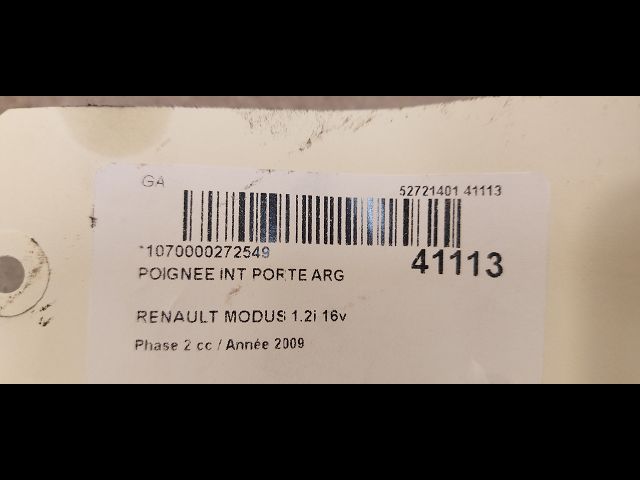 GA 52721401 41113
*1070000272549
41113
POIGNEE INT PORTE ARG
RENAULT MODUS 1.2i 16v
Phase 2 cc / Année 2009